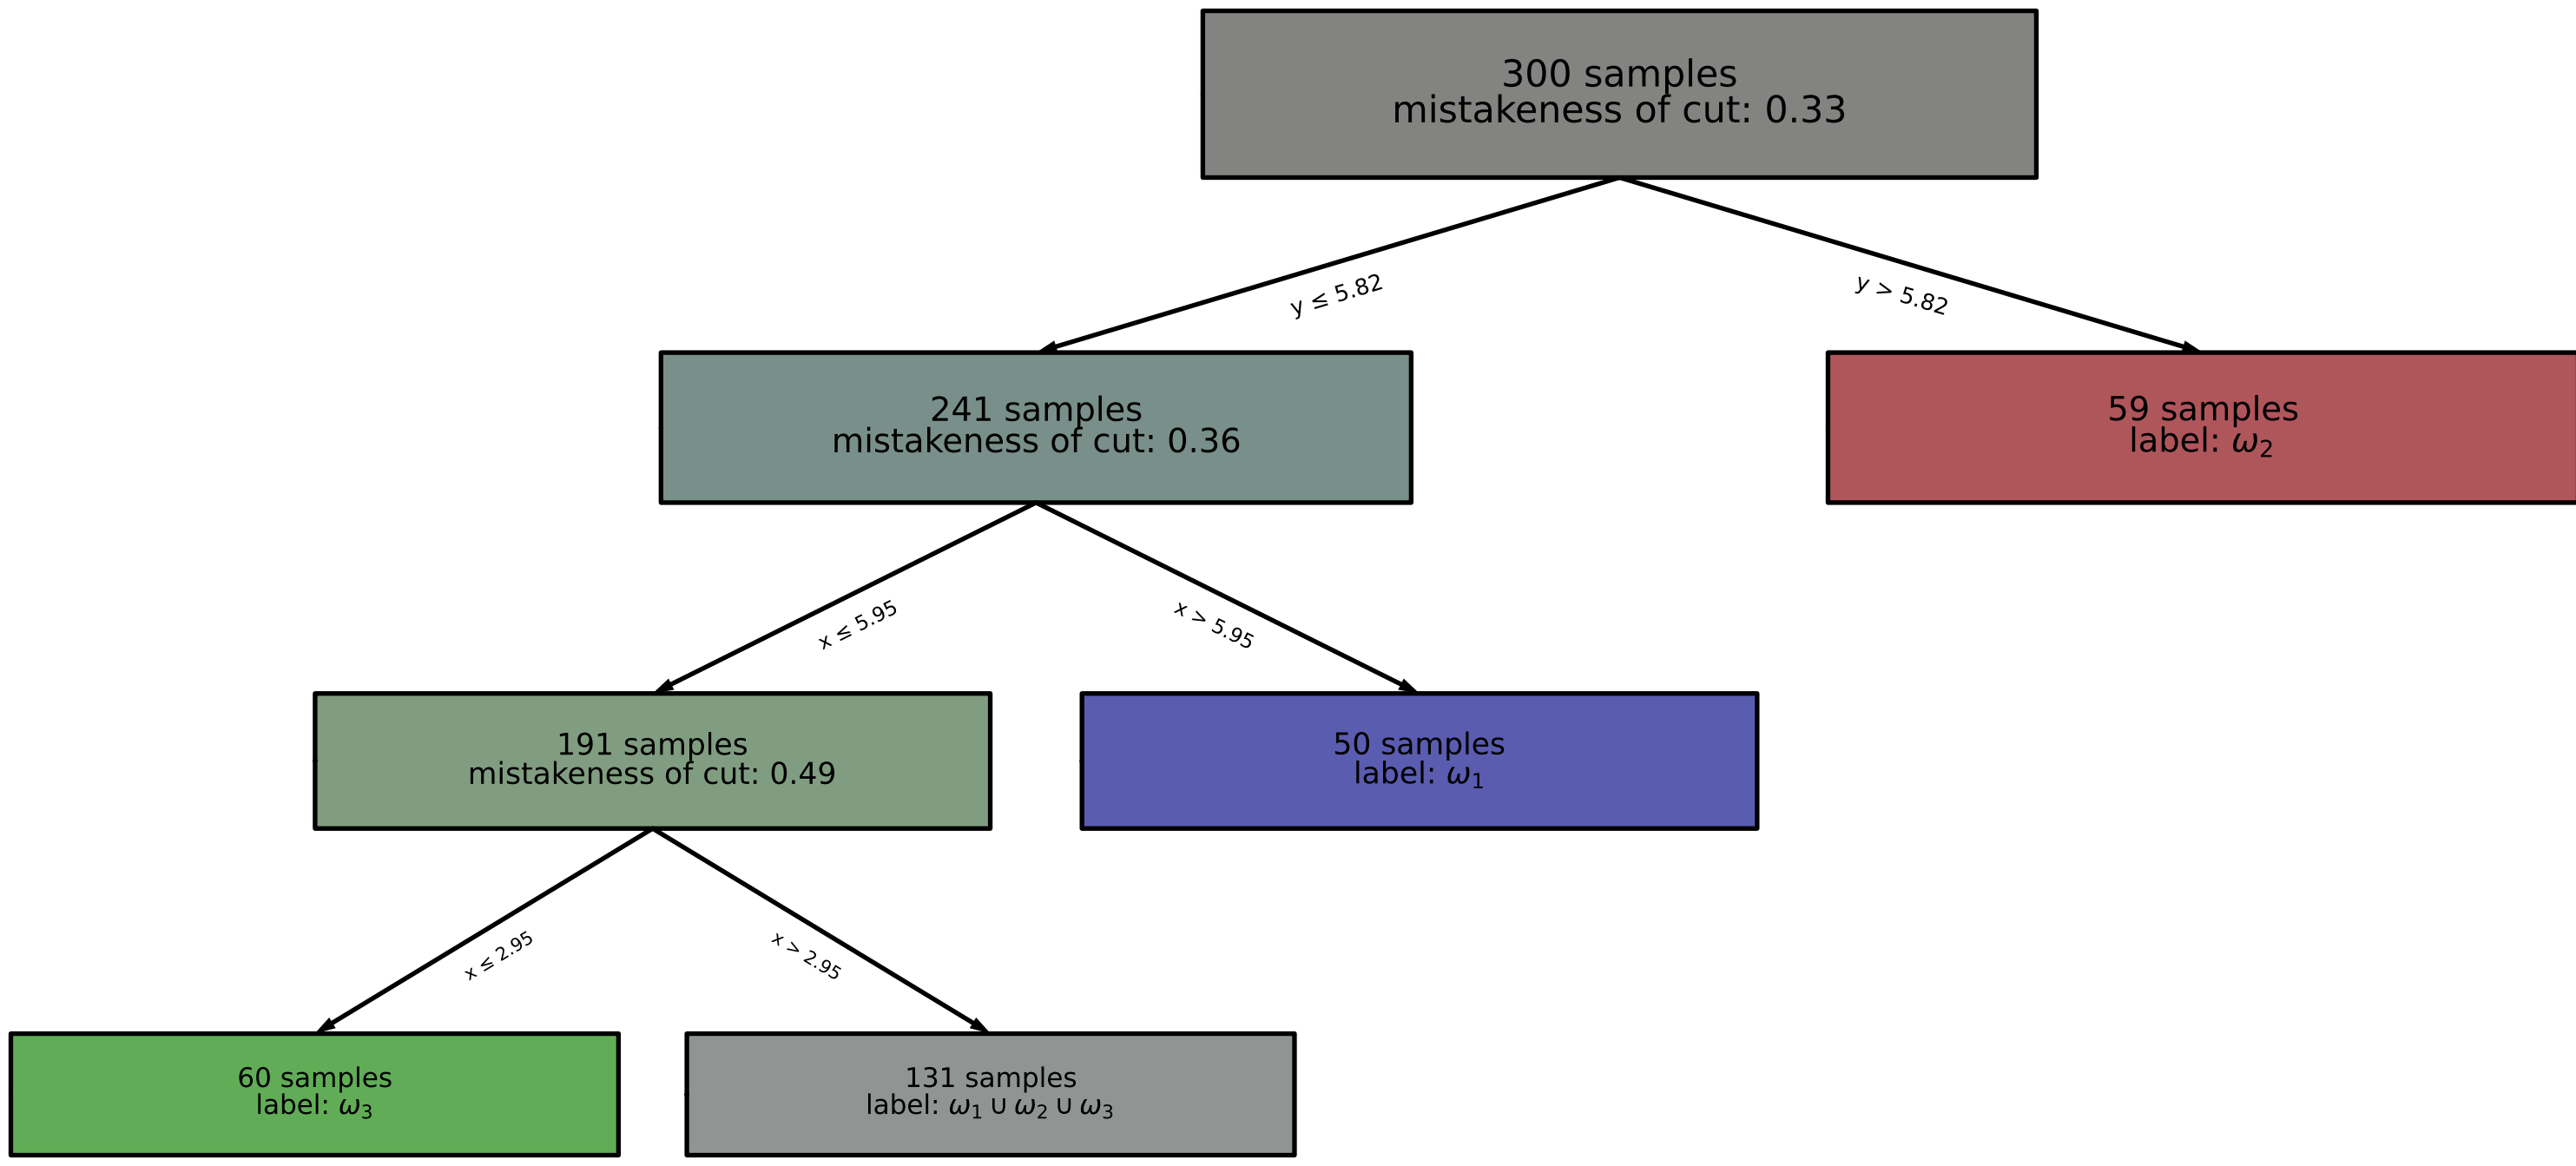 300 samples
mistakeness of cut: 0.33
y ≤ 5.82
y > 5.82
241 samples
mistakeness of cut: 0.36
59 samples
label: ω₂
x ≤ 5.95
x > 5.95
191 samples
mistakeness of cut: 0.49
50 samples
label: ω₁
x ≤ 2.95
x > 2.95
60 samples
label: ω₃
131 samples
label: ω₁ ∪ ω₂ ∪ ω₃